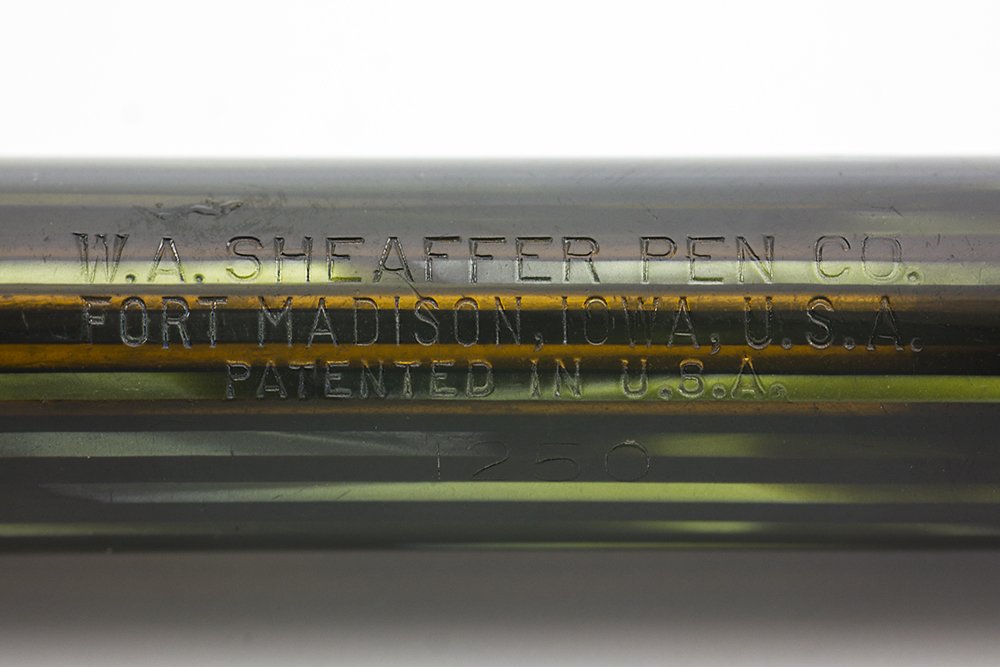 W.A. SHEAFFER PEN CO.
FORT MADISON, IOWA, U.S.A.
PATENTED IN U.S.A.
1250